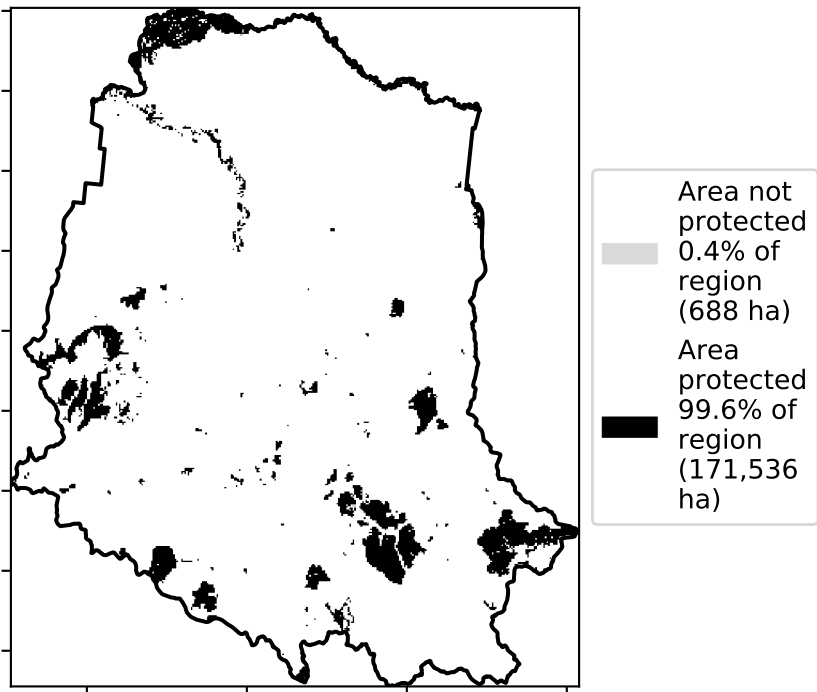 Area not
protected
0.4% of
region
(688 ha)
Area
protected
99.6% of
region
(171,536
ha)